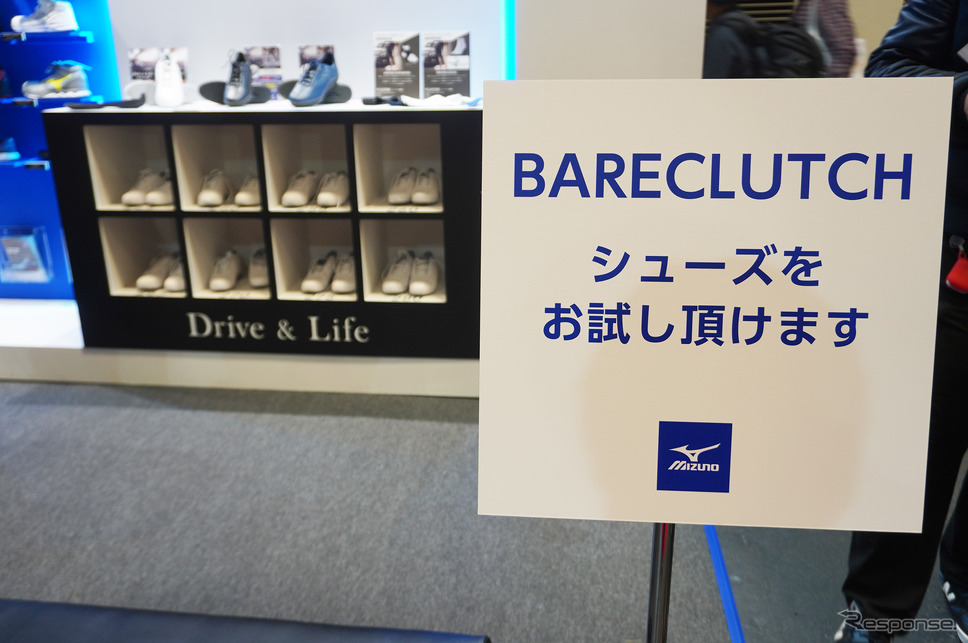 BARECLUTCH
シューズを
お試し頂けます
MIZUNO
Drive & Life
Response.